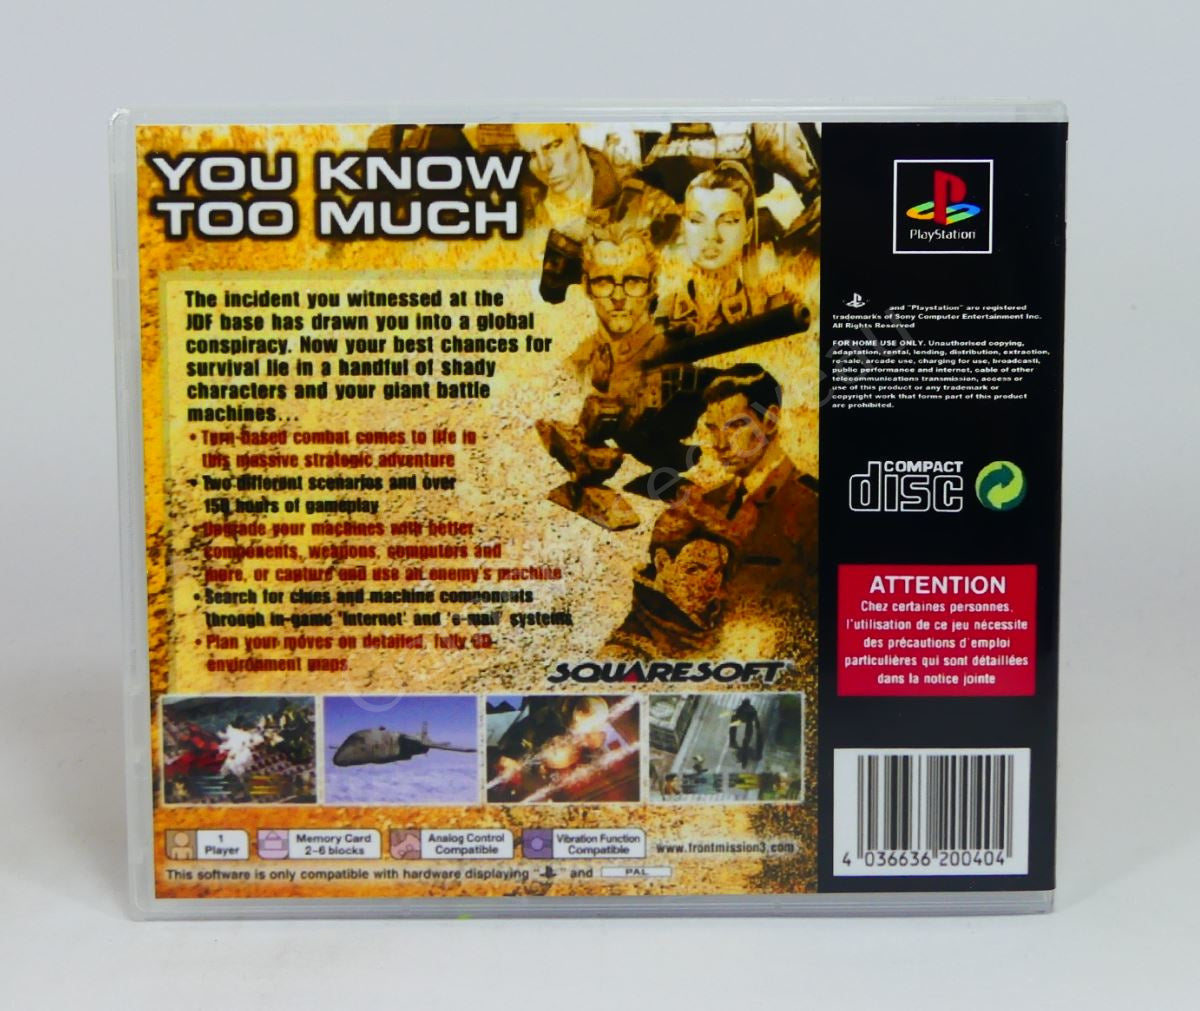 YOU KNOW
TOO MUCH
The incident you witnessed at the
JDF base has drawn you into a global
conspiracy. Now your best chances for
survival lie in a handful of shady
characters and your giant battle
machines...
• Turn-based combat comes to life in
this massive strategic adventure
• Two different scenarios and over
150 hours of gameplay
• Upgrade your machines with better
components, weapons, computers and
more, or capture and use an enemy's machine
• Search for clues and machine components
through in-game 'Internet' and 'e-mail' systems
• Plan your moves on detailed, fully 3D
environment maps.
SQUARESOFT
1
Player
Memory Card
2-6 blocks
Analog Control
Compatible
Vibration Function
Compatible
www.frontmission3.com
This software is only compatible with hardware displaying " " and PAL
PlayStation
and "Playstation" are registered
trademarks of Sony Computer Entertainment Inc.
All Rights Reserved
FOR HOME USE ONLY. Unauthorised copying,
adaptation, rental, lending, distribution, extraction,
re-sale, arcade use, charging for use, broadcast,
public performance and internet, cable of other
telecommunications transmission, access or
use of this product or any trademark or
copyright work that forms part of this product
are prohibited.
COMPACT
disc
ATTENTION
Chez certaines personnes,
l'utilisation de ce jeu nécessite
des précautions d'emploi
particulières qui sont détaillées
dans la notice jointe
4 036636 200404